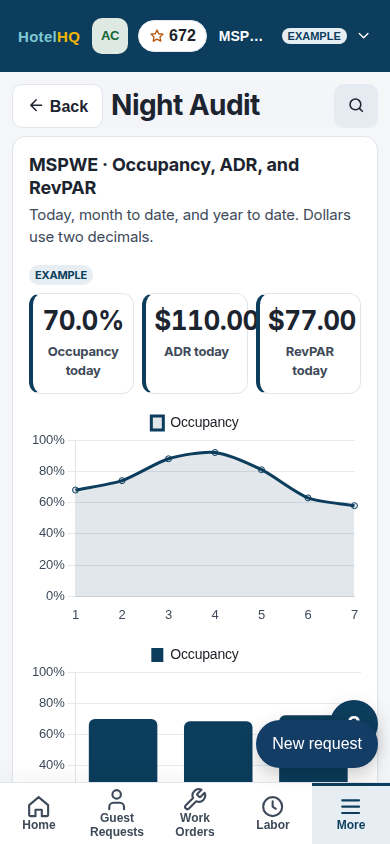 HotelHQ
AC
672
MSP...
EXAMPLE
Back
Night Audit
MSPWE · Occupancy, ADR, and
RevPAR
Today, month to date, and year to date. Dollars
use two decimals.
EXAMPLE
70.0%
Occupancy
today
$110.00
ADR today
$77.00
RevPAR
today
Occupancy
100%
80%
60%
40%
20%
0%
1 2 3 4 5 6 7
Occupancy
100%
80%
60%
40%
New request
Home
Guest
Requests
Work
Orders
Labor
More